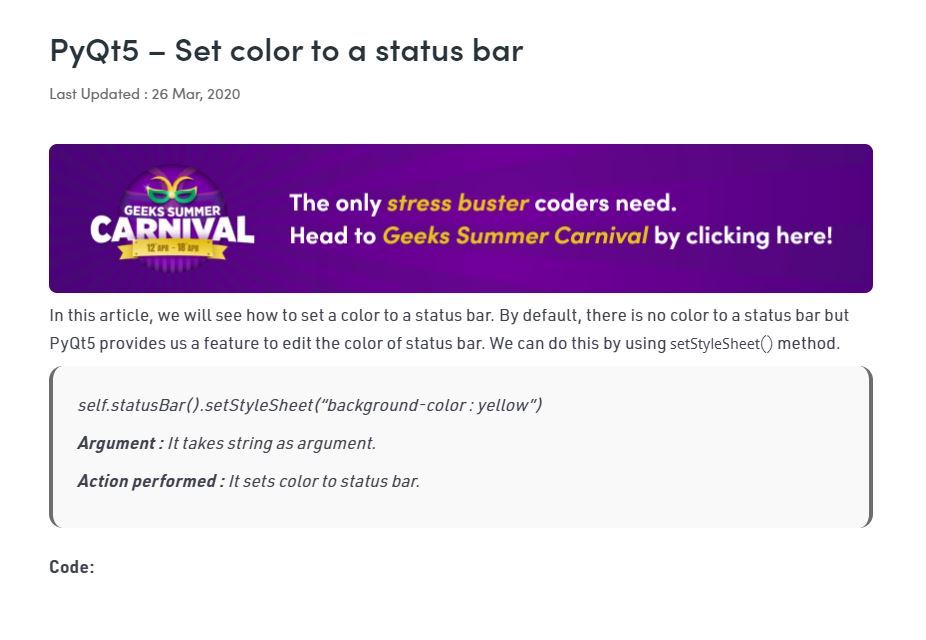 PyQt5 – Set color to a status bar
Last Updated : 26 Mar, 2020
GEEKS SUMMER
CARNIVAL
12 APR - 18 APR
The only stress buster coders need.
Head to Geeks Summer Carnival by clicking here!
In this article, we will see how to set a color to a status bar. By default, there is no color to a status bar but
PyQt5 provides us a feature to edit the color of status bar. We can do this by using setStyleSheet() method.
self.statusBar().setStyleSheet(“background-color : yellow”)
Argument : It takes string as argument.
Action performed : It sets color to status bar.
Code: